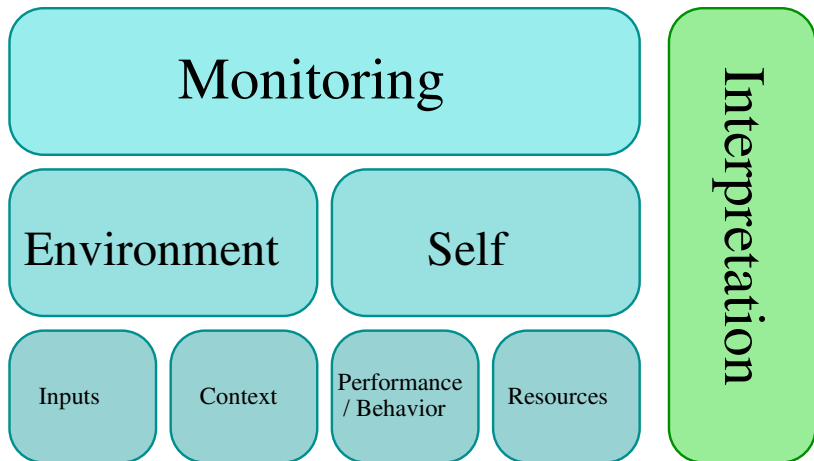 Monitoring
Interpretation
Environment
Self
Inputs
Context
Performance
/ Behavior
Resources